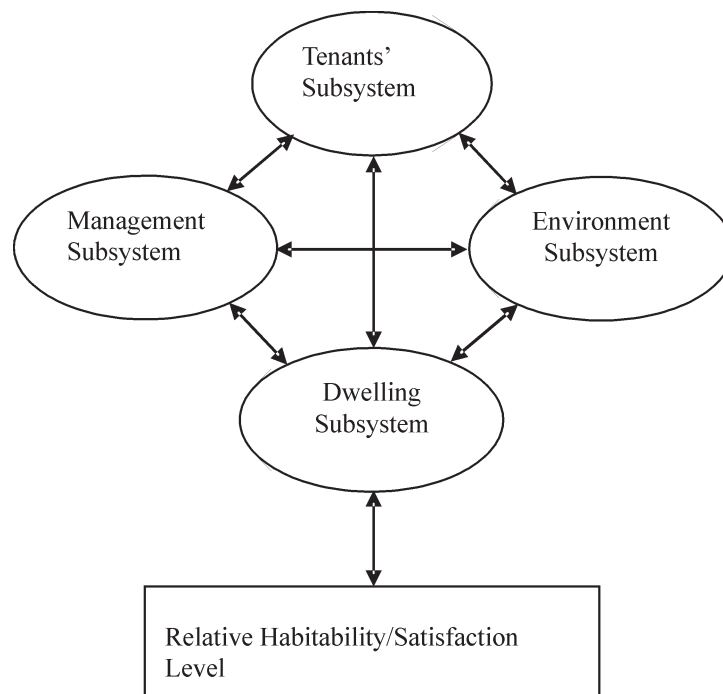 Tenants’
Subsystem
Management
Subsystem
Environment
Subsystem
Dwelling
Subsystem
Relative Habitability/Satisfaction
Level